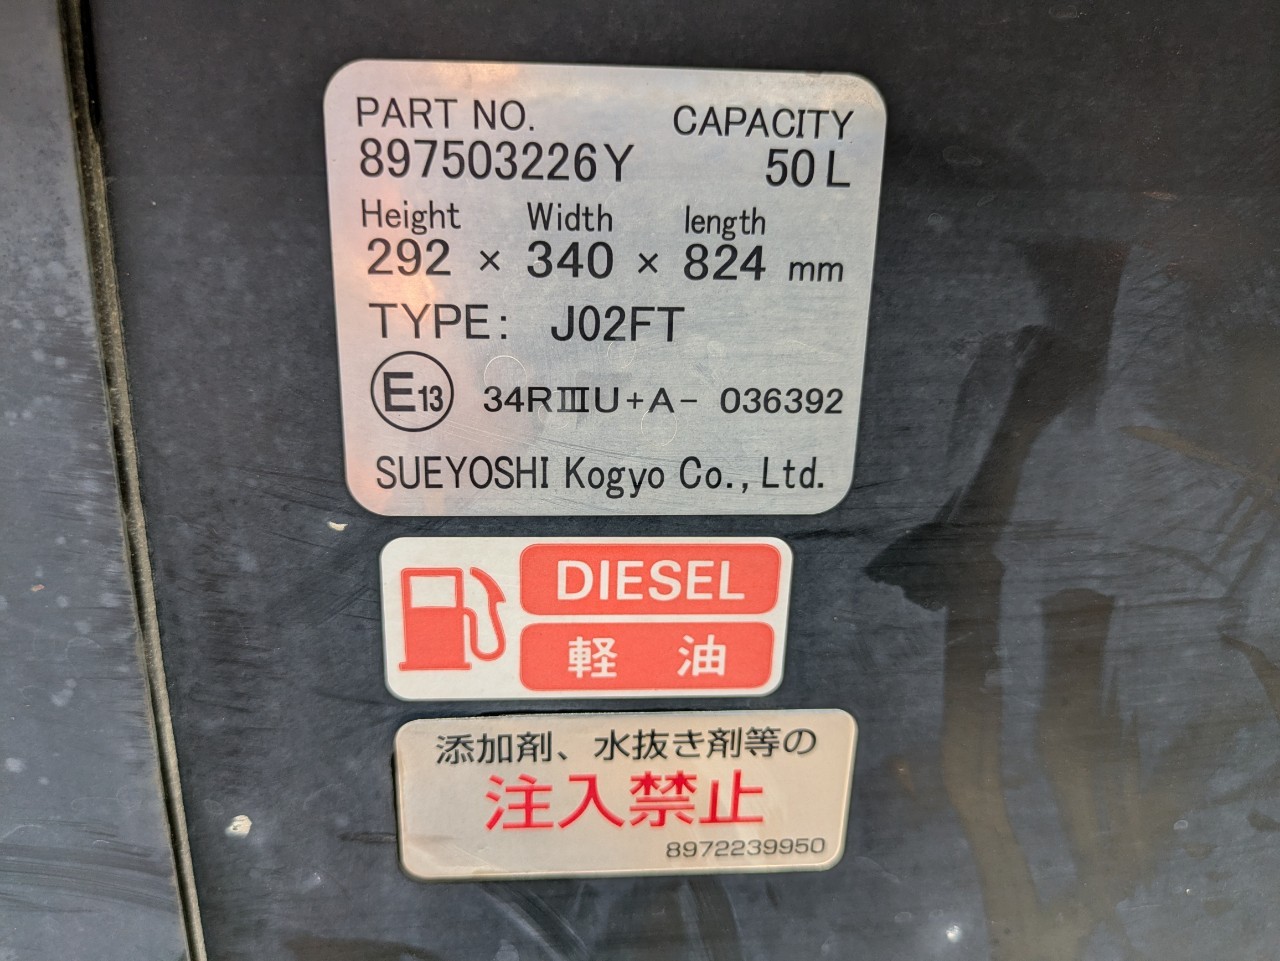 PART NO. CAPACITY
897503226Y 50L
Height Width length
292 × 340 × 824 mm
TYPE: J02FT
E13 34RⅢU+A- 036392
SUEYOSHI Kogyo Co., Ltd.
DIESEL
軽 油
添加剤、水抜き剤等の
注入禁止
8972239950